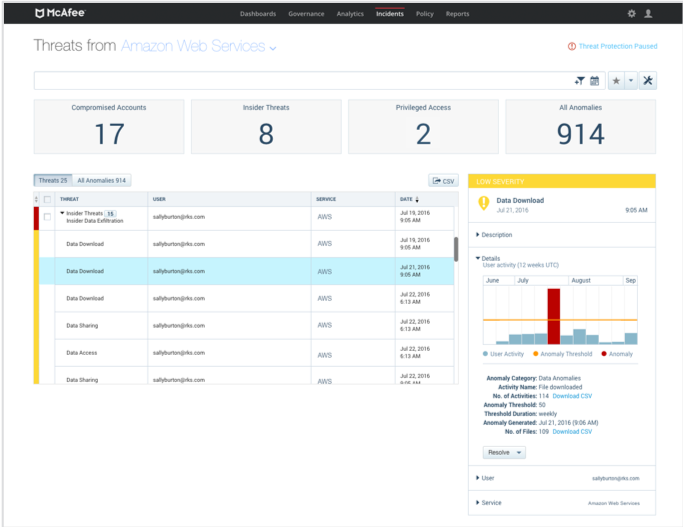 McAfee
Dashboards Governance Analytics Incidents Policy Reports
Threats from Amazon Web Services
Threat Protection Paused
Compromised Accounts
17
Insider Threats
8
Privileged Access
2
All Anomalies
914
Threats 25 All Anomalies 914
CSV
THREAT USER SERVICE DATE
Insider Threats 15
Insider Data Exfiltration
sallyburton@rks.com AWS Jul 19, 2016
9:05 AM
Data Download sallyburton@rks.com AWS Jul 19, 2016
9:05 AM
Data Download sallyburton@rks.com AWS Jul 21, 2016
9:05 AM
Data Download sallyburton@rks.com AWS Jul 22, 2016
6:13 AM
Data Sharing sallyburton@rks.com AWS Jul 22, 2016
6:13 AM
Data Access sallyburton@rks.com AWS Jul 22, 2016
6:13 AM
Data Sharing sallyburton@rks.com AWS Jul 22, 2016
9:05 AM
LOW SEVERITY
Data Download
Jul 21, 2016 9:05 AM
Description
Details
User activity (12 weeks UTC)
June July August Sep
User Activity Anomaly Threshold Anomaly
Anomaly Category: Data Anomalies
Activity Name: File downloaded
No. of Activities: 114 Download CSV
Anomaly Threshold: 50
Threshold Duration: weekly
Anomaly Generated: Jul 21, 2016 (9:06 AM)
No. of Files: 109 Download CSV
Resolve
User sallyburton@rks.com
Service Amazon Web Services